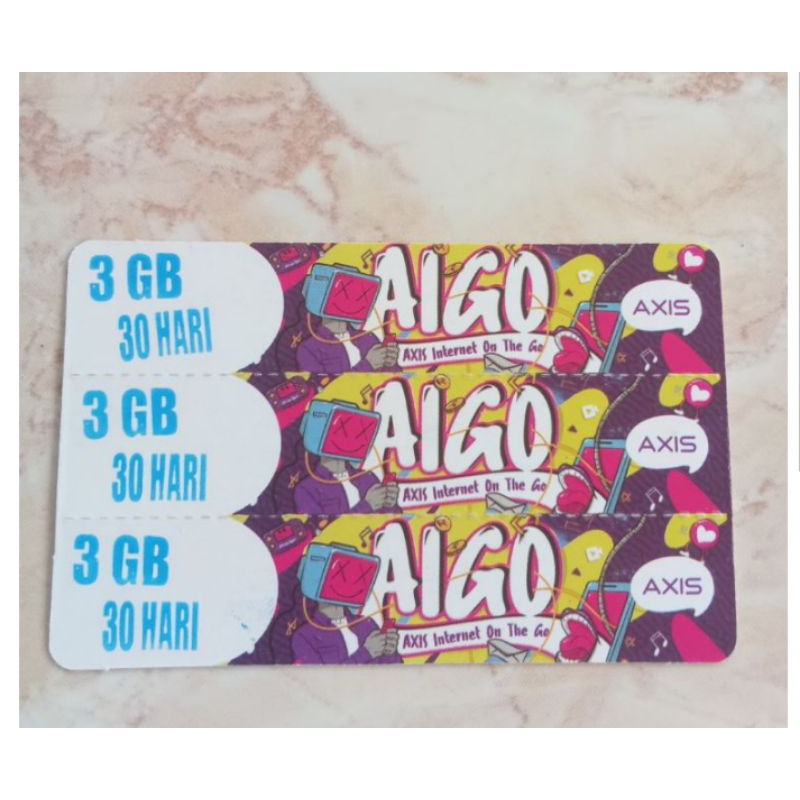 3 GB
30 HARI
AIGO
AXIS Internet On The Go
AXIS
3 GB
30 HARI
AIGO
AXIS Internet On The Go
AXIS
3 GB
30 HARI
AIGO
AXIS Internet On The Go
AXIS